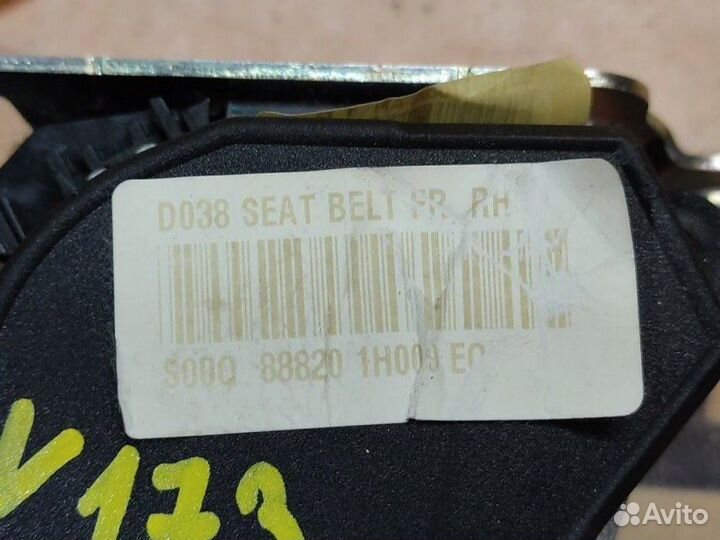 D038 SEAT BELT FR, RH
S00Q 88820 1H000 EQ
V173
Avito